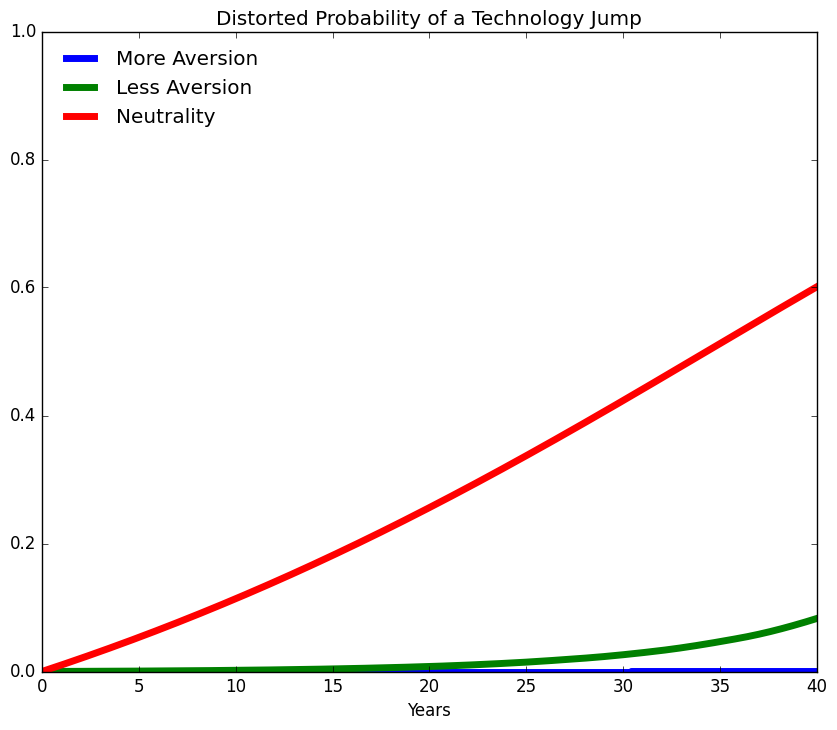 Distorted Probability of a Technology Jump
1.0
More Aversion
Less Aversion
Neutrality
0.8
0.6
0.4
0.2
0.0
0 5 10 15 20 25 30 35 40
Years